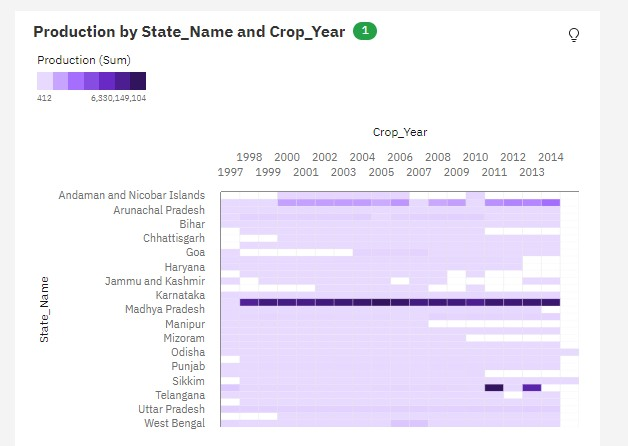 Production by State_Name and Crop_Year 1
Production (Sum)
412 6,330,149,104
Crop_Year
1998 2000 2002 2004 2006 2008 2010 2012 2014
1997 1999 2001 2003 2005 2007 2009 2011 2013
State_Name
Andaman and Nicobar Islands
Arunachal Pradesh
Bihar
Chhattisgarh
Goa
Haryana
Jammu and Kashmir
Karnataka
Madhya Pradesh
Manipur
Mizoram
Odisha
Punjab
Sikkim
Telangana
Uttar Pradesh
West Bengal